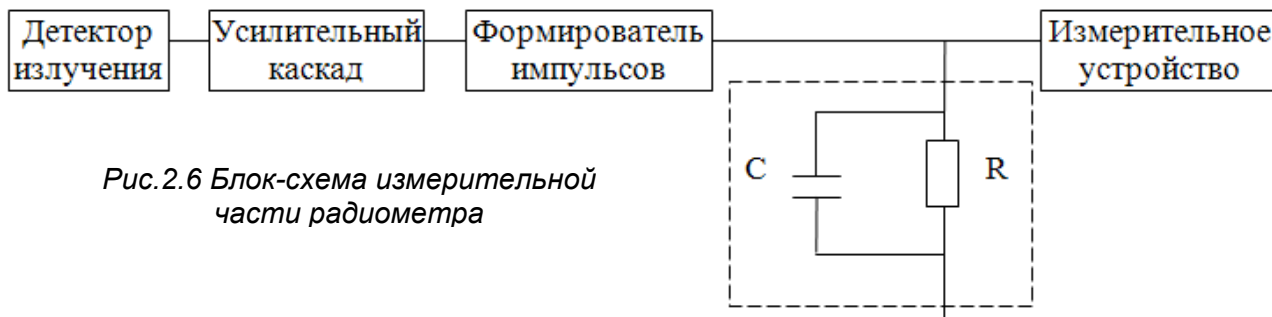 Детектор
излучения
Усилительный
каскад
Формирователь
импульсов
Измерительное
устройство
C
R
Рис.2.6 Блок-схема измерительной
части радиометра